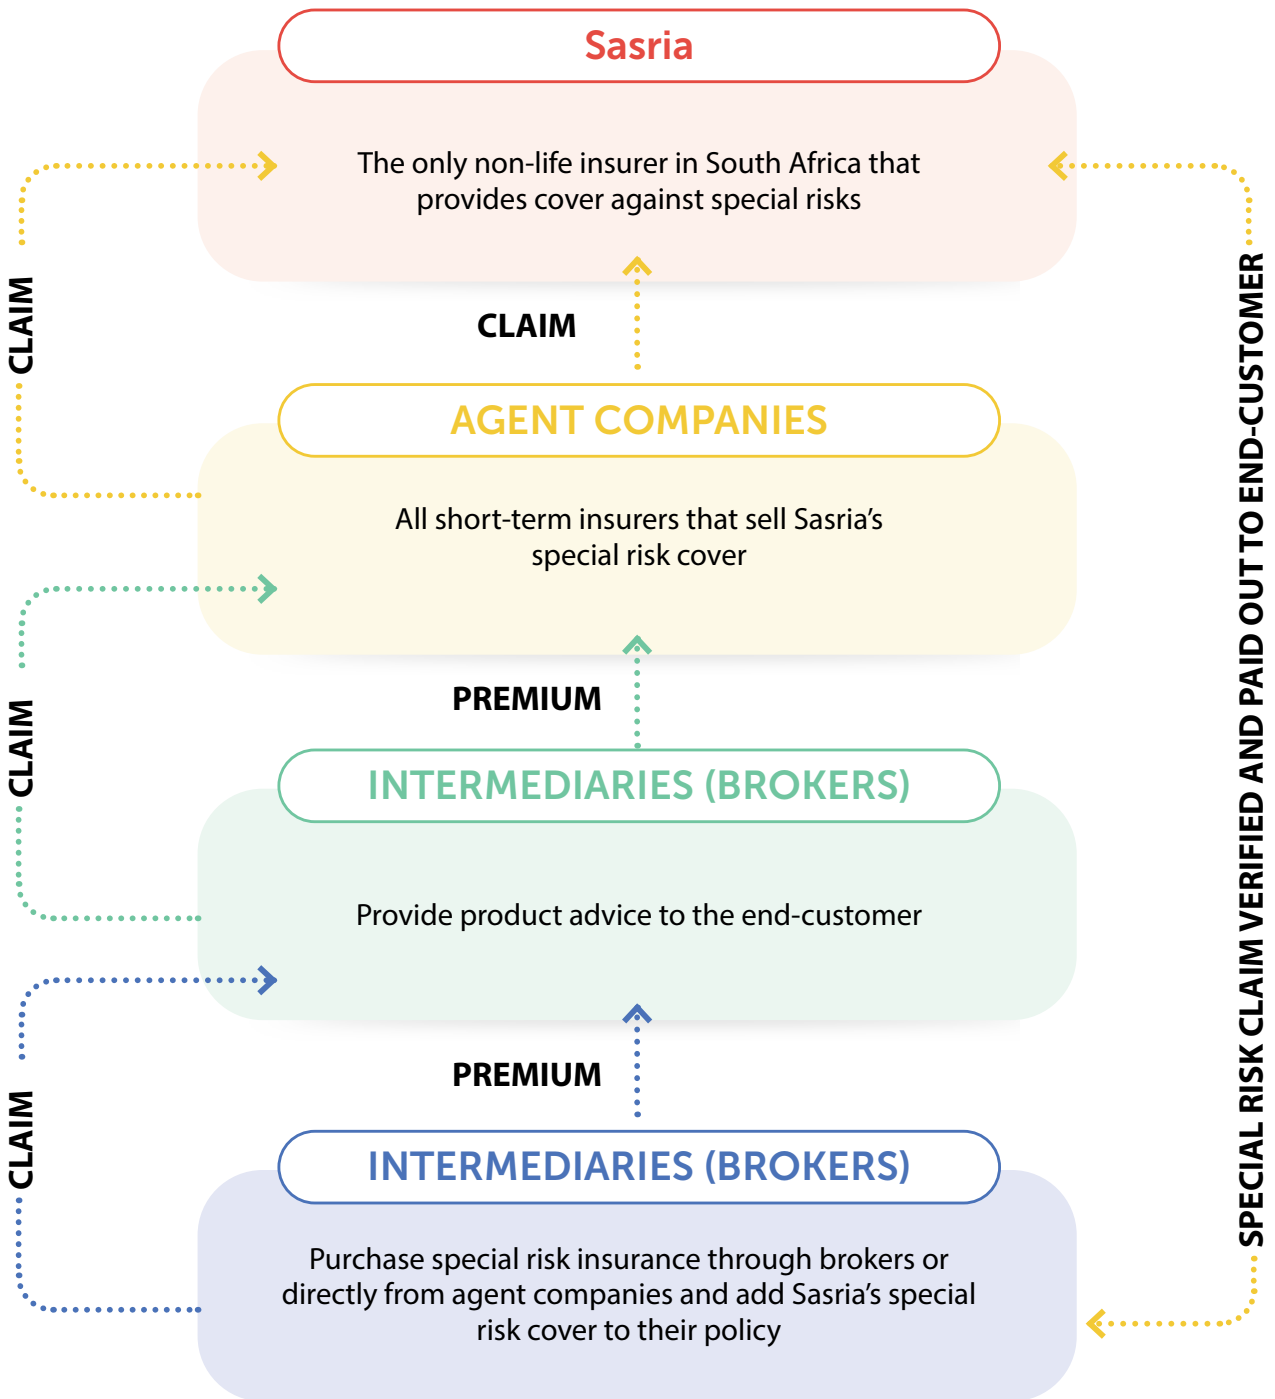 Sasria
The only non-life insurer in South Africa that
provides cover against special risks
CLAIM
CLAIM
AGENT COMPANIES
All short-term insurers that sell Sasria’s
special risk cover
PREMIUM
CLAIM
INTERMEDIARIES (BROKERS)
Provide product advice to the end-customer
PREMIUM
CLAIM
INTERMEDIARIES (BROKERS)
Purchase special risk insurance through brokers or
directly from agent companies and add Sasria’s special
risk cover to their policy
SPECIAL RISK CLAIM VERIFIED AND PAID OUT TO END-CUSTOMER